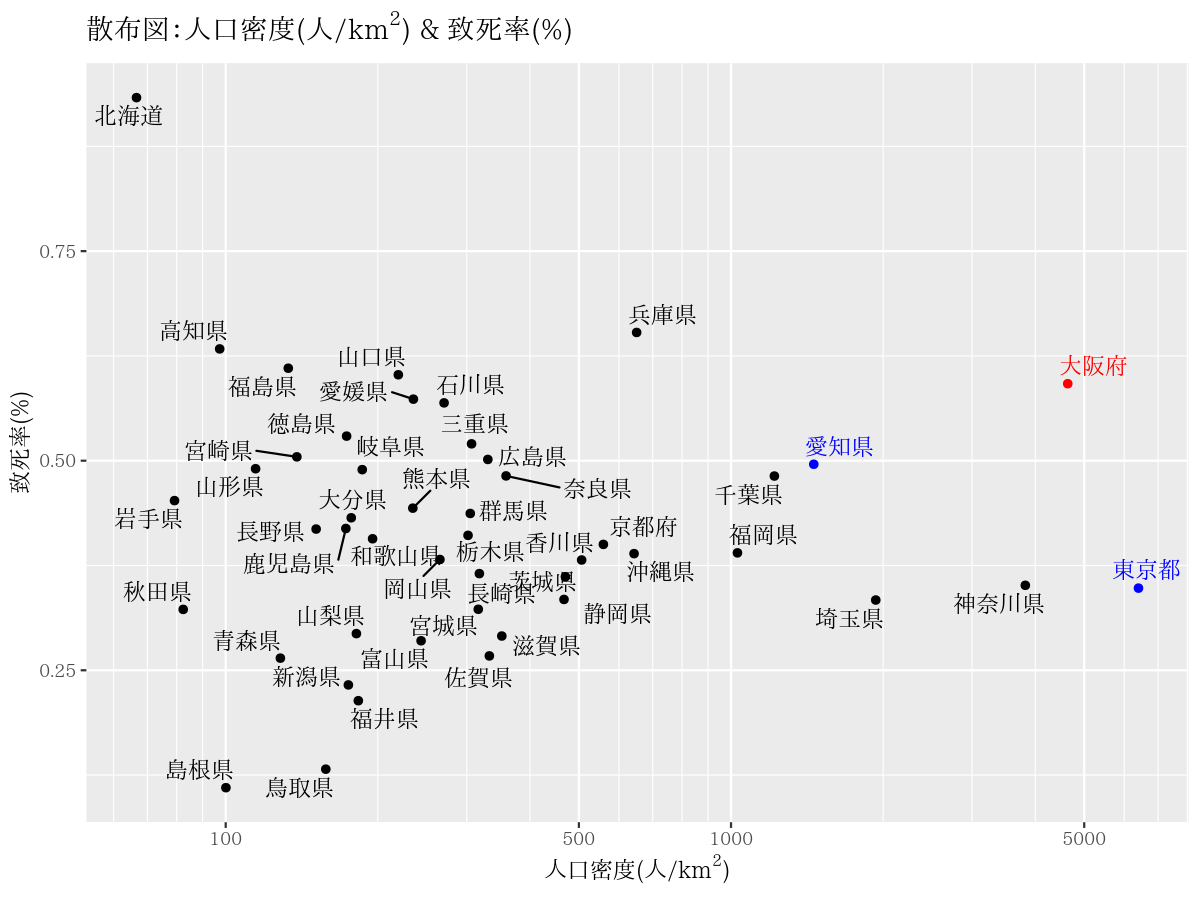 散布図:人口密度(人/km²) & 致死率(%)
北海道
0.75
兵庫県
高知県
山口県
大阪府
福島県
愛媛県
石川県
徳島県
三重県
致死率(%)
宮崎県
岐阜県
愛知県
0.50
広島県
山形県
熊本県
奈良県
千葉県
大分県
岩手県
群馬県
京都府
長野県
福岡県
和歌山県
栃木県
香川県
鹿児島県
沖縄県
東京都
岡山県
茨城県
秋田県
長崎県
神奈川県
山梨県
静岡県
埼玉県
宮城県
青森県
滋賀県
富山県
0.25
新潟県
佐賀県
福井県
島根県
鳥取県
100
500
1000
5000
人口密度(人/km²)